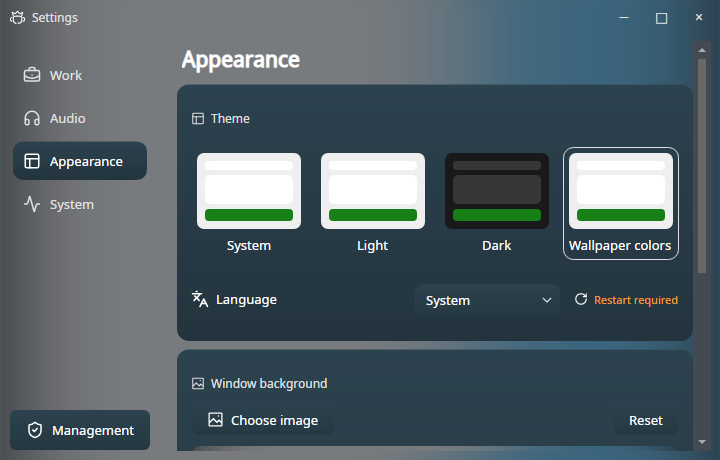 Settings
Work
Audio
Appearance
System
Management
Appearance
Theme
System
Light
Dark
Wallpaper colors
Language
System
Restart required
Window background
Choose image
Reset